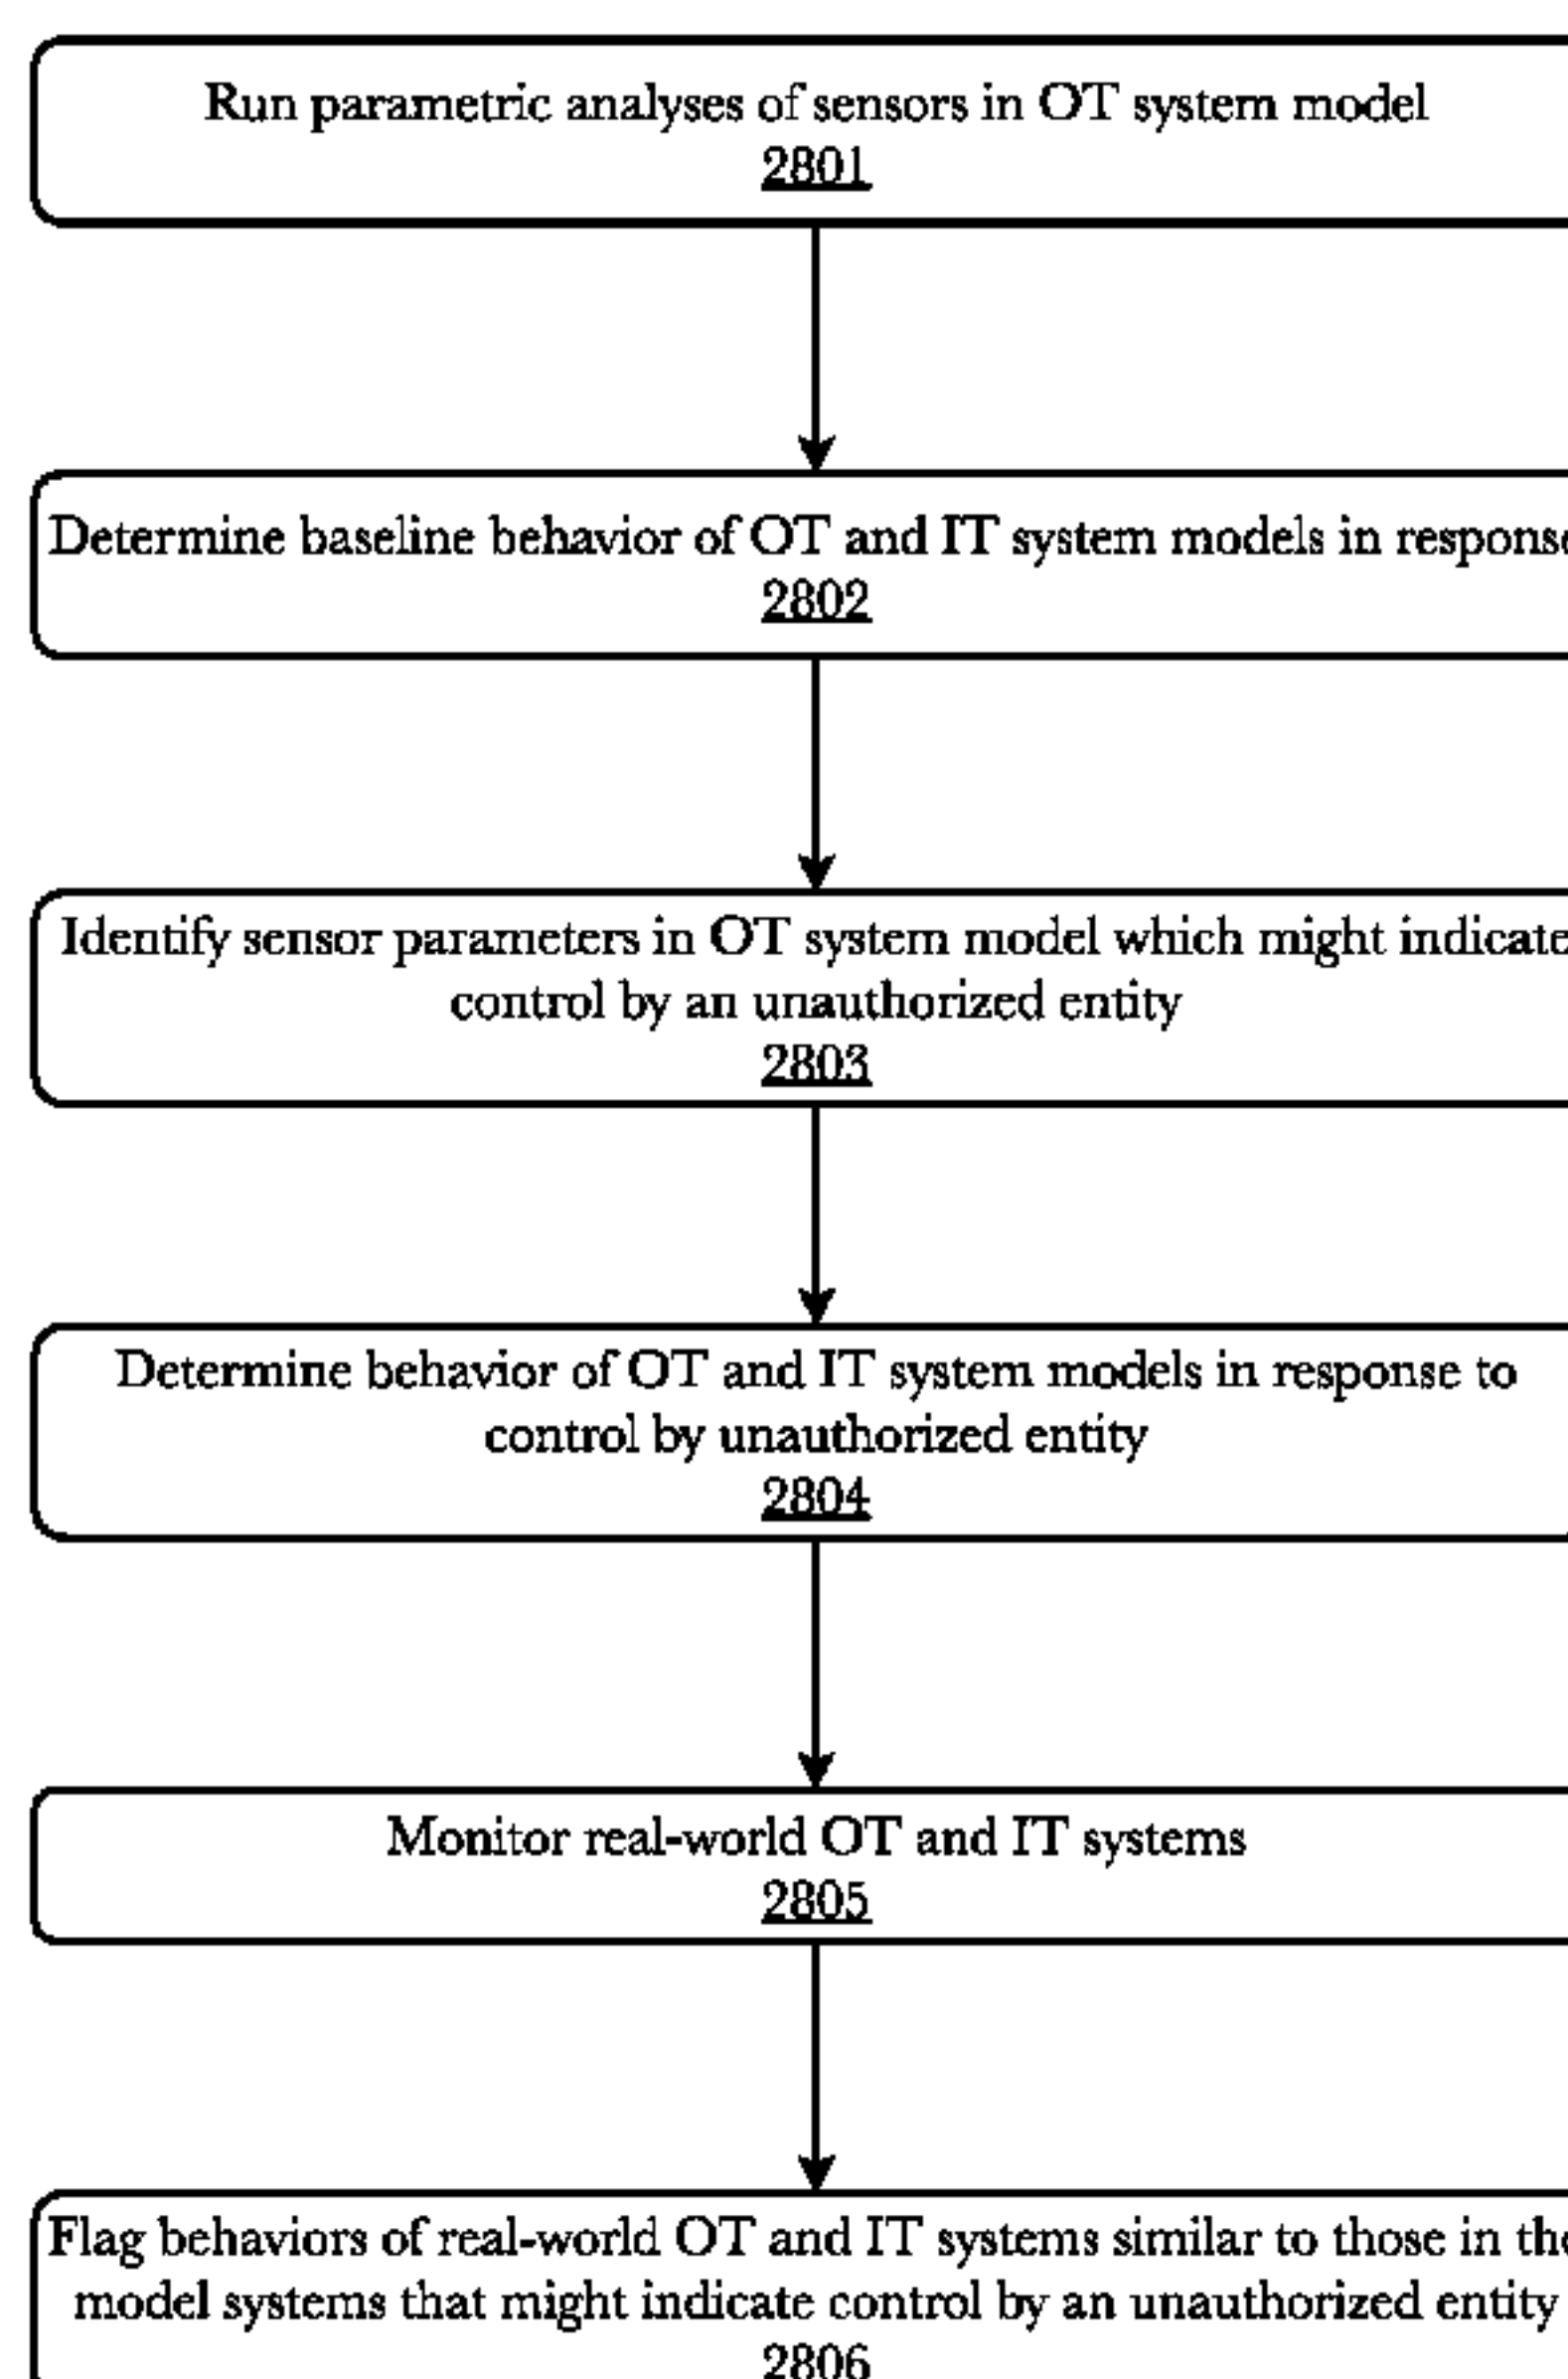 Run parametric analyses of sensors in OT system model
2801
Determine baseline behavior of OT and IT system models in response
2802
Identify sensor parameters in OT system model which might indicate
control by an unauthorized entity
2803
Determine behavior of OT and IT system models in response to
control by unauthorized entity
2804
Monitor real-world OT and IT systems
2805
Flag behaviors of real-world OT and IT systems similar to those in the
model systems that might indicate control by an unauthorized entity
2806